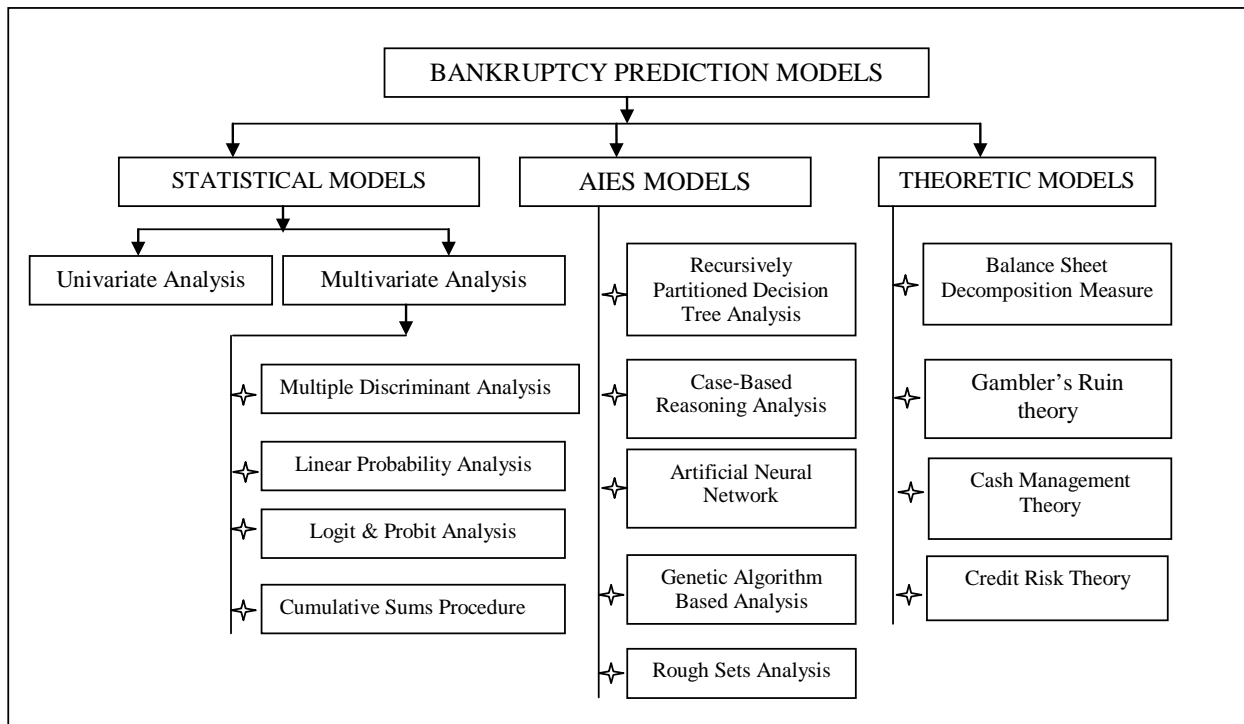 BANKRUPTCY PREDICTION MODELS
STATISTICAL MODELS
AIES MODELS
THEORETIC MODELS
Univariate Analysis
Multivariate Analysis
Multiple Discriminant Analysis
Linear Probability Analysis
Logit & Probit Analysis
Cumulative Sums Procedure
Recursively
Partitioned Decision
Tree Analysis
Case-Based
Reasoning Analysis
Artificial Neural
Network
Genetic Algorithm
Based Analysis
Rough Sets Analysis
Balance Sheet
Decomposition Measure
Gambler’s Ruin
theory
Cash Management
Theory
Credit Risk Theory